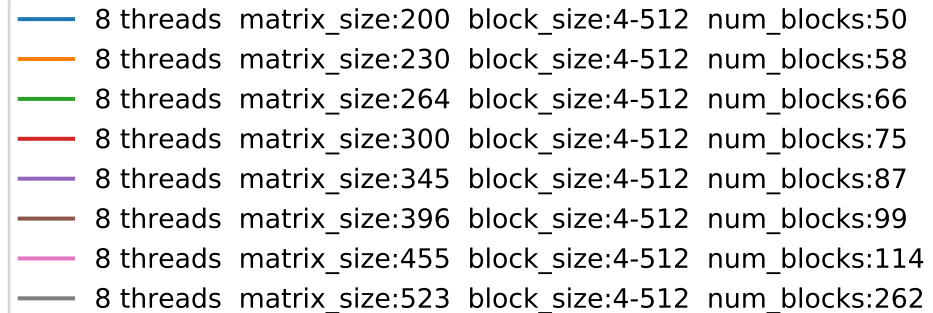 8 threads matrix_size:200 block_size:4-512 num_blocks:50
8 threads matrix_size:230 block_size:4-512 num_blocks:58
8 threads matrix_size:264 block_size:4-512 num_blocks:66
8 threads matrix_size:300 block_size:4-512 num_blocks:75
8 threads matrix_size:345 block_size:4-512 num_blocks:87
8 threads matrix_size:396 block_size:4-512 num_blocks:99
8 threads matrix_size:455 block_size:4-512 num_blocks:114
8 threads matrix_size:523 block_size:4-512 num_blocks:262